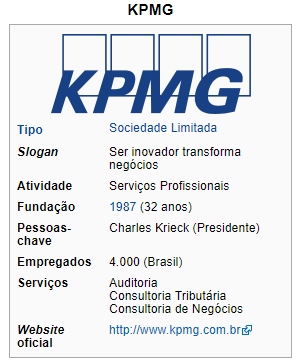 KPMG
KPMG
Tipo Sociedade Limitada
Slogan Ser inovador transforma
negócios
Atividade Serviços Profissionais
Fundação 1987 (32 anos)
Pessoas-
chave Charles Krieck (Presidente)
Empregados 4.000 (Brasil)
Serviços Auditoria
Consultoria Tributária
Consultoria de Negócios
Website
oficial http://www.kpmg.com.br